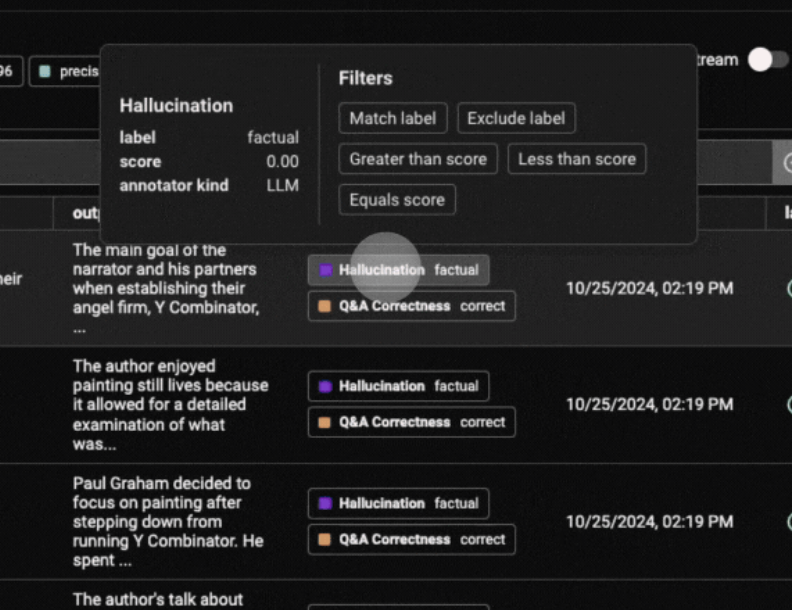 96
precis
ream
Hallucination
label factual
score 0.00
annotator kind LLM
Filters
Match label
Exclude label
Greater than score
Less than score
Equals score
outp
The main goal of the
narrator and his partners
when establishing their
angel firm, Y Combinator,
...
heir
Hallucination factual
Q&A Correctness correct
10/25/2024, 02:19 PM
The author enjoyed
painting still lives because
it allowed for a detailed
examination of what
was...
Hallucination factual
Q&A Correctness correct
10/25/2024, 02:19 PM
Paul Graham decided to
focus on painting after
stepping down from
running Y Combinator. He
spent ...
Hallucination factual
Q&A Correctness correct
10/25/2024, 02:19 PM
The author's talk about